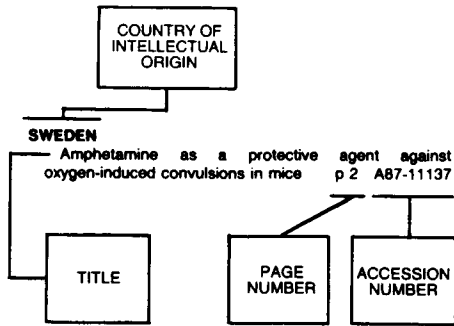 COUNTRY OF
INTELLECTUAL
ORIGIN
SWEDEN
Amphetamine as a protective agent against
oxygen-induced convulsions in mice p 2 A87-11137
TITLE
PAGE
NUMBER
ACCESSION
NUMBER